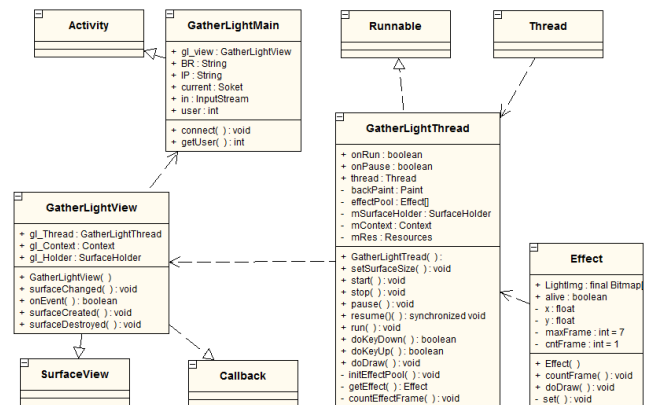 Activity
GatherLightMain
+ gl_view : GatherLightView
+ BR : String
+ IP : String
+ current : Soket
+ in : InputStream
+ user : int
+ connect( ) : void
+ getUser( ) : int
Runnable
Thread
GatherLightThread
+ onRun : boolean
+ onPause : boolean
+ thread : Thread
- backPaint : Paint
- effectPool : Effect[]
- mSurfaceHolder : SurfaceHolder
- mContext : Context
- mRes : Resources
+ GatherLightTread( ) :
+ setSurfaceSize( ) : void
+ start( ) : void
+ stop( ) : void
+ pause( ) : void
+ resume()( ) : synchronized void
+ run( ) : void
+ doKeyDown( ) : boolean
+ doKeyUp( ) : boolean
+ doDraw( ) : void
- initEffectPool( ) : void
- getEffect( ) : Effect
- countEffectFrame( ) : void
GatherLightView
+ gl_Thread : GatherLightThread
+ gl_Context : Context
+ gl_Holder : SurfaceHolder
+ GatherLightView( )
+ surfaceChanged( ) : void
+ onEvent( ) : boolean
+ surfaceCreated( ) : void
+ surfaceDestroyed( ) : void
Effect
+ LightImg : final Bitmap[
+ alive : boolean
- x : float
- y : float
- maxFrame : int = 7
- cntFrame : int = 1
+ Effect( )
+ countFrame( ) : void
+ doDraw( ) : void
- set( ) : void
SurfaceView
Callback